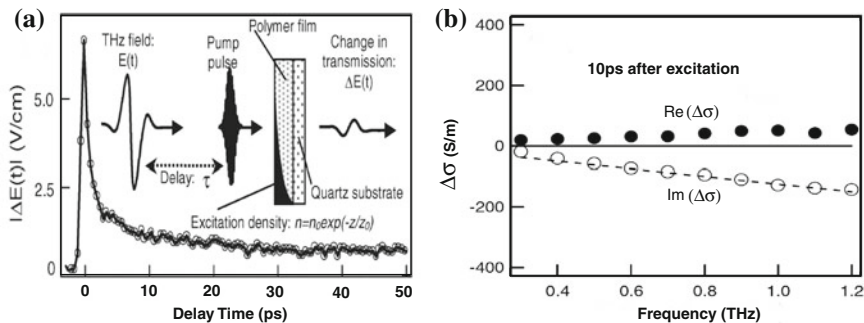 (a)
|ΔE(t)| (V/cm)
5.0
2.5
0
THz field:
E(t)
Pump
pulse
Polymer film
Change in
transmission:
ΔE(t)
Delay: τ
Quartz substrate
Excitation density: n=n₀exp(-z/z₀)
0 10 20 30 40 50
Delay Time (ps)
(b)
Δσ (S/m)
400
200
0
-200
-400
10ps after excitation
Re (Δσ)
Im (Δσ)
0.4 0.6 0.8 1.0 1.2
Frequency (THz)